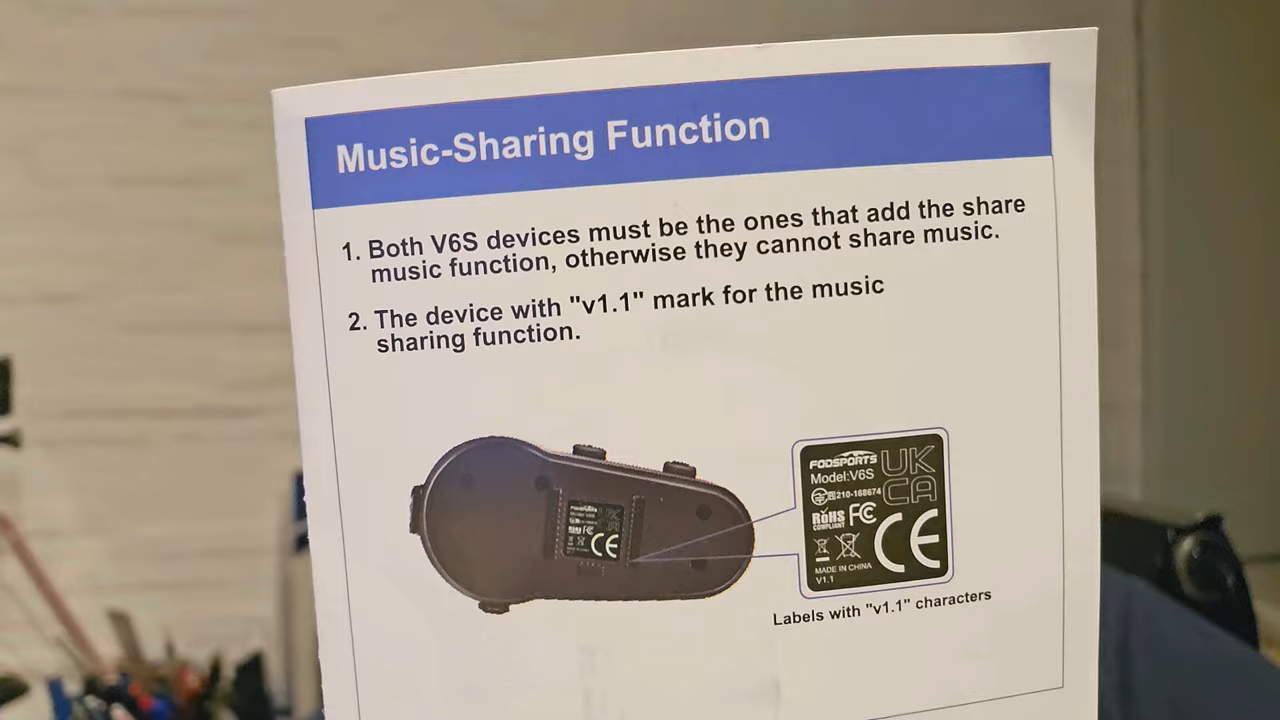 Music-Sharing Function
1. Both V6S devices must be the ones that add the share
music function, otherwise they cannot share music.
2. The device with "v1.1" mark for the music
sharing function.
FODSPORTS
Model:V6S
210-168674
RoHS
COMPLIANT
FC
UK
CA
CE
MADE IN CHINA
V1.1
CE
Labels with "v1.1" characters